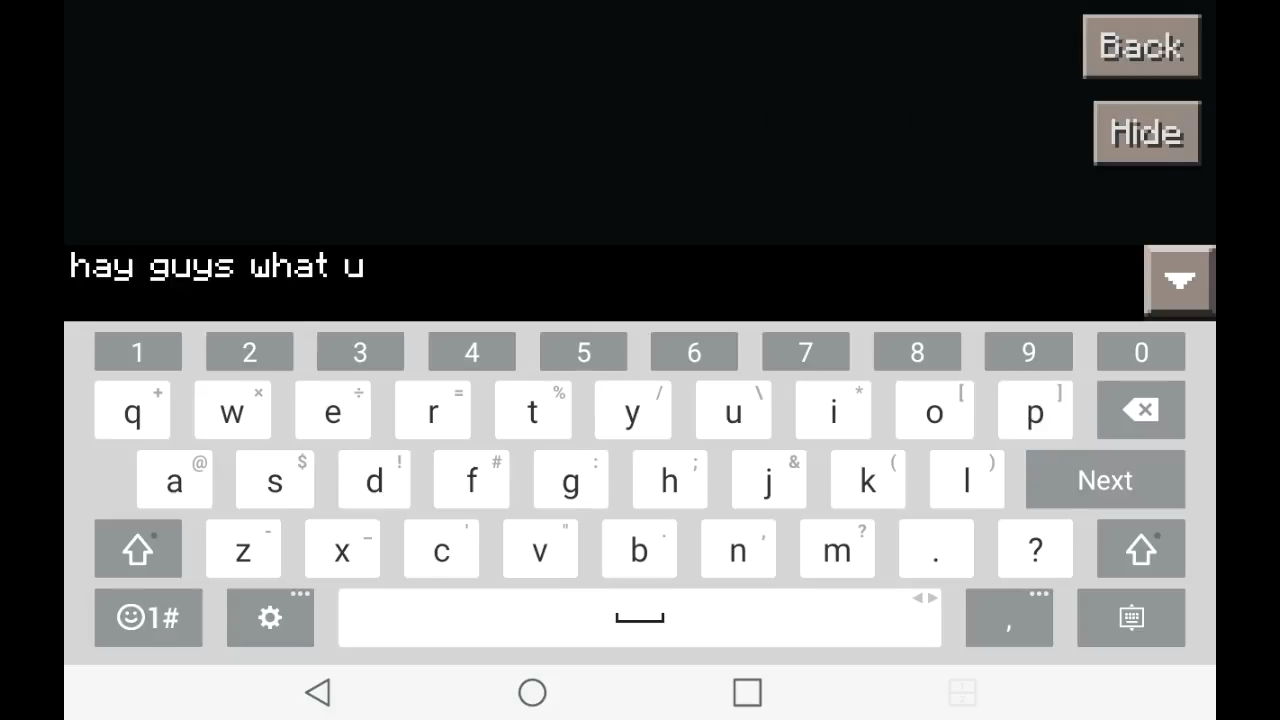 Back
Hide
hay guys what u
1 2 3 4 5 6 7 8 9 0
+ × ÷ = % / \ * [ ]
q w e r t y u i o p
@ $ ! # : ; & ( )
a s d f g h j k l Next
- _ ' " . , ?
z x c v b n m . ?
1# ,